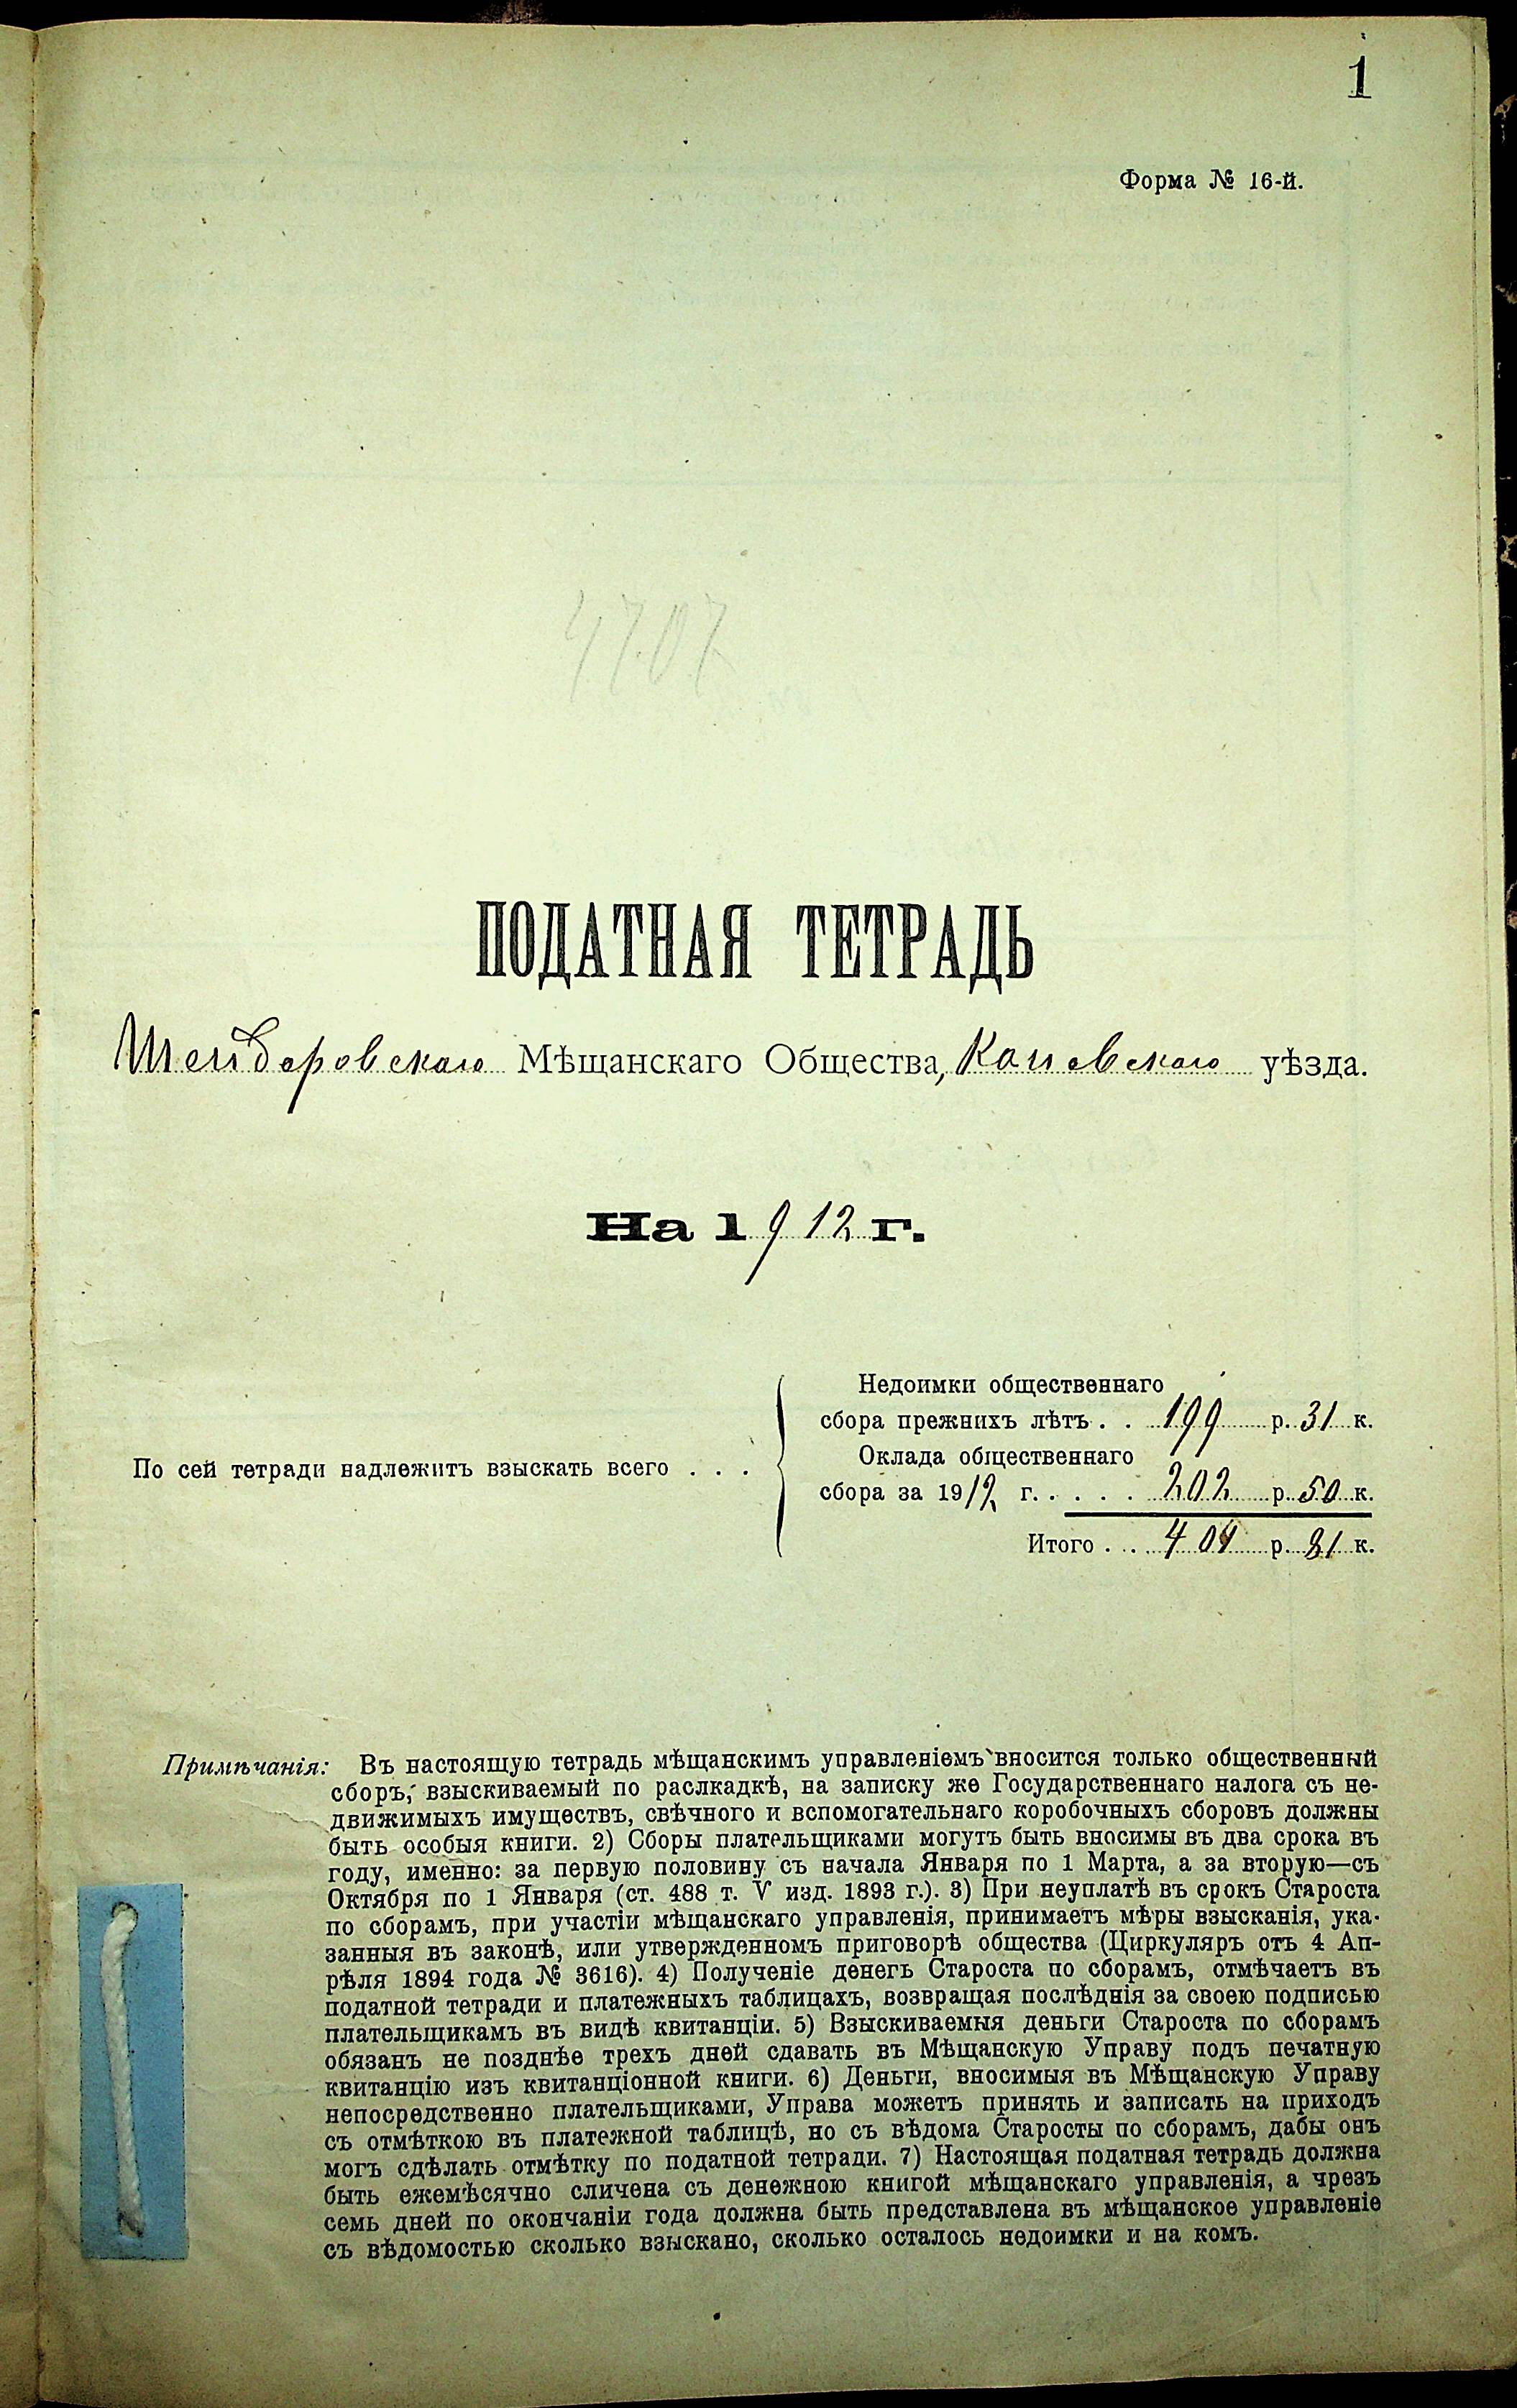 1
Форма № 16-й.
4707
ПОДАТНАЯ ТЕТРАДЬ
Шендеровскаго Мѣщанскаго Общества, Каневскаго уѣзда.
На 1912 г.
Недоимки общественнаго
сбора прежнихъ лѣтъ . . 199 р. 31 к.
Оклада общественнаго
По сей тетради надлежитъ взыскать всего . . .
сбора за 1912 г. . . . . 202 р. 50 к.
Итого . . . 404 р. 81 к.
Примѣчанія: Въ настоящую тетрадь мѣщанскимъ управленіемъ вносится только общественный
сборъ, взыскиваемый по раслкадкѣ, на записку же Государственнаго налога съ не-
движимыхъ имуществъ, свѣчного и вспомогательнаго коробочныхъ сборовъ должны
быть особыя книги. 2) Сборы плательщиками могутъ быть вносимы въ два срока въ
году, именно: за первую половину съ начала Января по 1 Марта, а за вторую—съ
Октября по 1 Января (ст. 488 т. V изд. 1893 г.). 3) При неуплатѣ въ срокъ Староста
по сборамъ, при участіи мѣщанскаго управленія, принимаетъ мѣры взысканія, ука-
занныя въ законѣ, или утвержденномъ приговорѣ общества (Циркуляръ отъ 4 Ап-
рѣля 1894 года № 3616). 4) Полученіе денегъ Староста по сборамъ, отмѣчаетъ въ
податной тетради и платежныхъ таблицахъ, возвращая послѣднія за своею подписью
плательщикамъ въ видѣ квитанціи. 5) Взыскиваемыя деньги Староста по сборамъ
обязанъ не позднѣе трехъ дней сдавать въ Мѣщанскую Управу подъ печатную
квитанцію изъ квитанціонной книги. 6) Деньги, вносимыя въ Мѣщанскую Управу
непосредственно плательщиками, Управа можетъ принять и записать на приходъ
съ отмѣткою въ платежной таблицѣ, но съ вѣдома Старосты по сборамъ, дабы онъ
могъ сдѣлать отмѣтку по податной тетради. 7) Настоящая податная тетрадь должна
быть ежемѣсячно сличена съ денежною книгой мѣщанскаго управленія, а чрезъ
семь дней по окончаніи года должна быть представлена въ мѣщанское управленіе
съ вѣдомостью сколько взыскано, сколько осталось недоимки и на комъ.